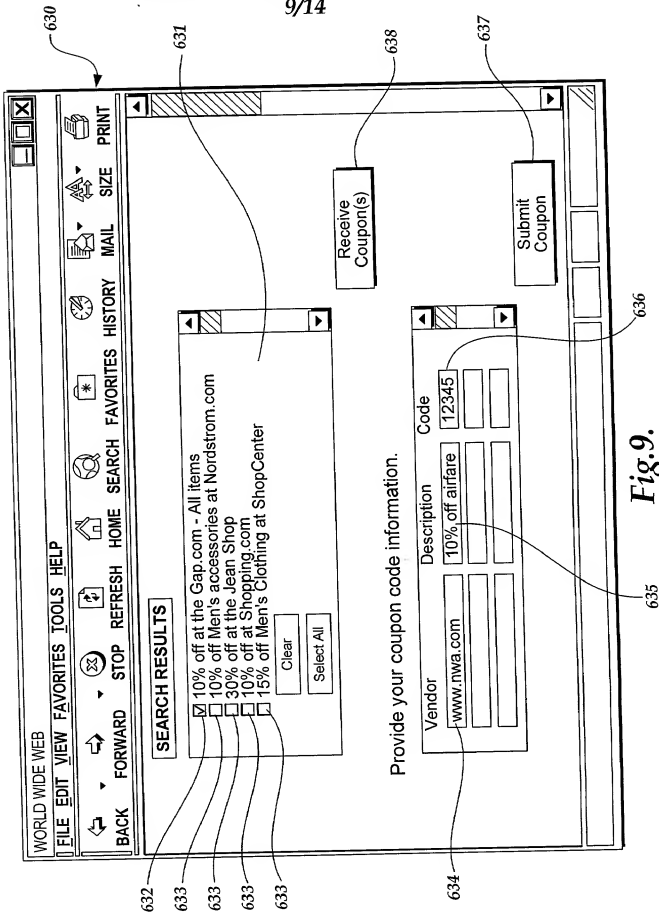 9/14
630
WORLD WIDE WEB
FILE EDIT VIEW FAVORITES TOOLS HELP
BACK FORWARD STOP REFRESH HOME SEARCH FAVORITES HISTORY MAIL SIZE PRINT
SEARCH RESULTS
631
632
10% off at the Gap.com - All items
633
10% off Men's accessories at Nordstrom.com
633
30% off at the Jean Shop
633
10% off at Shopping.com
633
15% off Men's Clothing at ShopCenter
Clear
Select All
Receive
Coupon(s)
638
Provide your coupon code information.
Vendor Description Code
www.nwa.com 10% off airfare 12345
634
635
636
Submit
Coupon
637
Fig.9.